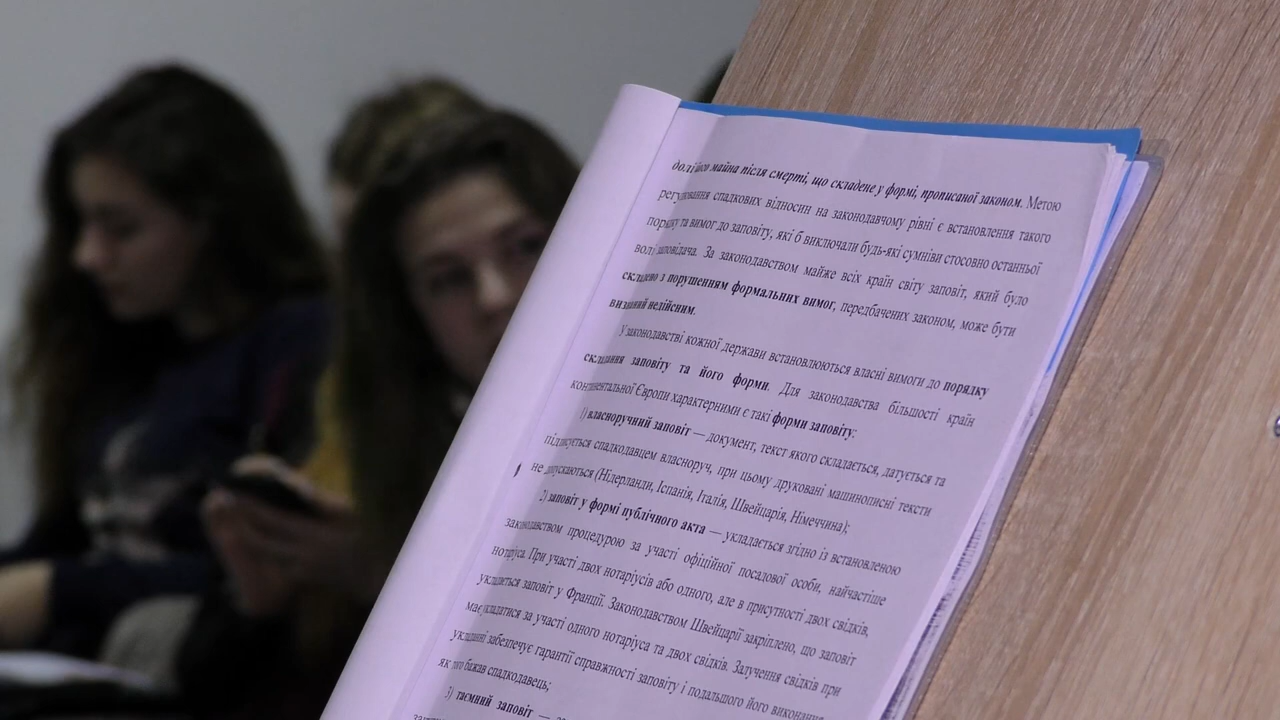 долі його майна після смерті, що складене у формі, прописаній законом. Метою
регулювання спадкових відносин на законодавчому рівні є встановлення такого
порядку та вимог до заповіту, які б виключали будь-які сумніви стосовно останньої
волі заповідача. За законодавством майже всіх країн світу заповіт, який було
складено з порушенням формальних вимог, передбачених законом, може бути
визнаний недійсним.
У законодавстві кожної держави встановлюються власні вимоги до порядку
складання заповіту та його форми. Для законодавства більшості країн
континентальної Європи характерними є такі форми заповіту:
1) власноручний заповіт — документ, текст якого складається, датується та
підписується спадкодавцем власноруч, при цьому друковані машинописні тексти
не допускаються (Нідерланди, Іспанія, Італія, Швейцарія, Німеччина);
2) заповіт у формі публічного акта — укладається згідно із встановленою
законодавством процедурою за участі офіційної посадової особи, найчастіше
нотаріуса. При участі двох нотаріусів або одного, але в присутності двох свідків,
укладається заповіт у Франції. Законодавством Швейцарії закріплено, що заповіт
має укладатися за участі одного нотаріуса та двох свідків. Залучення свідків при
укладанні забезпечує гарантії справжності заповіту і подальшого його виконання
як того бажав спадкодавець;
3) таємний заповіт —